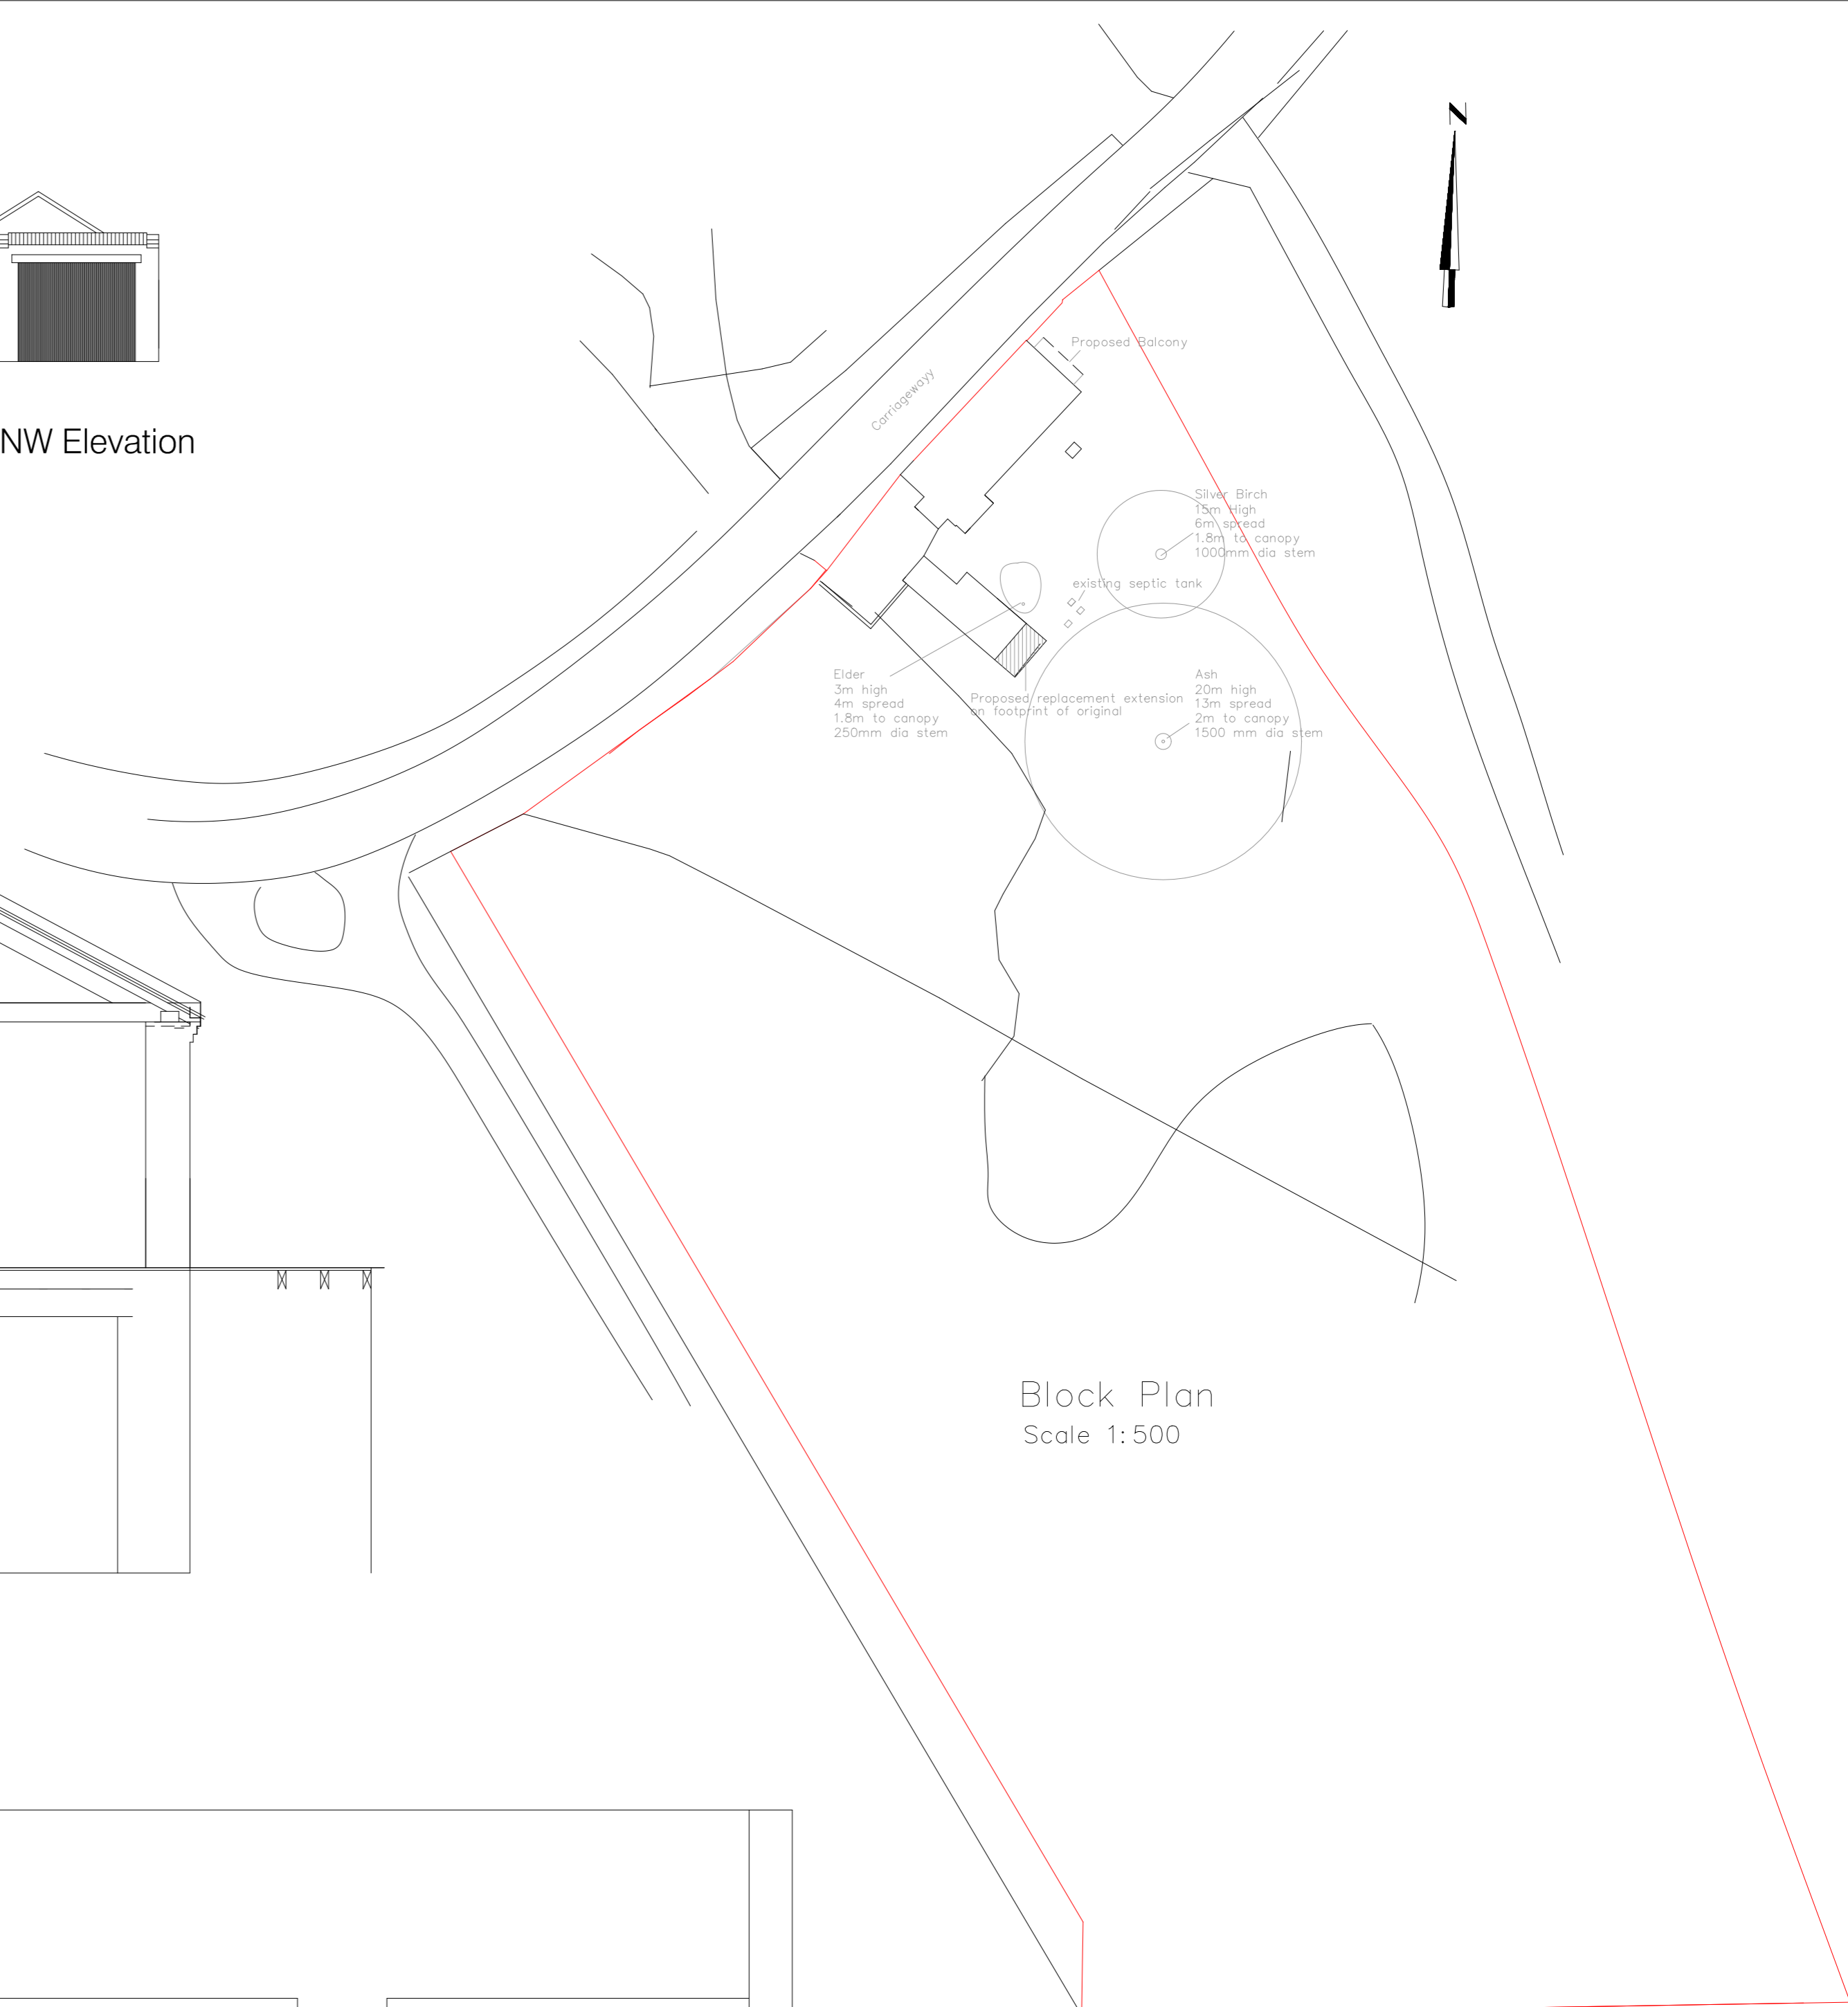 N
NW Elevation
Proposed Balcony
Carriagewayy
Silver Birch
15m High
6m spread
1.8m to canopy
1000mm dia stem
existing septic tank
Elder
3m high
4m spread
1.8m to canopy
250mm dia stem
Proposed replacement extension
on footprint of original
Ash
20m high
13m spread
2m to canopy
1500 mm dia stem
Block Plan
Scale 1:500